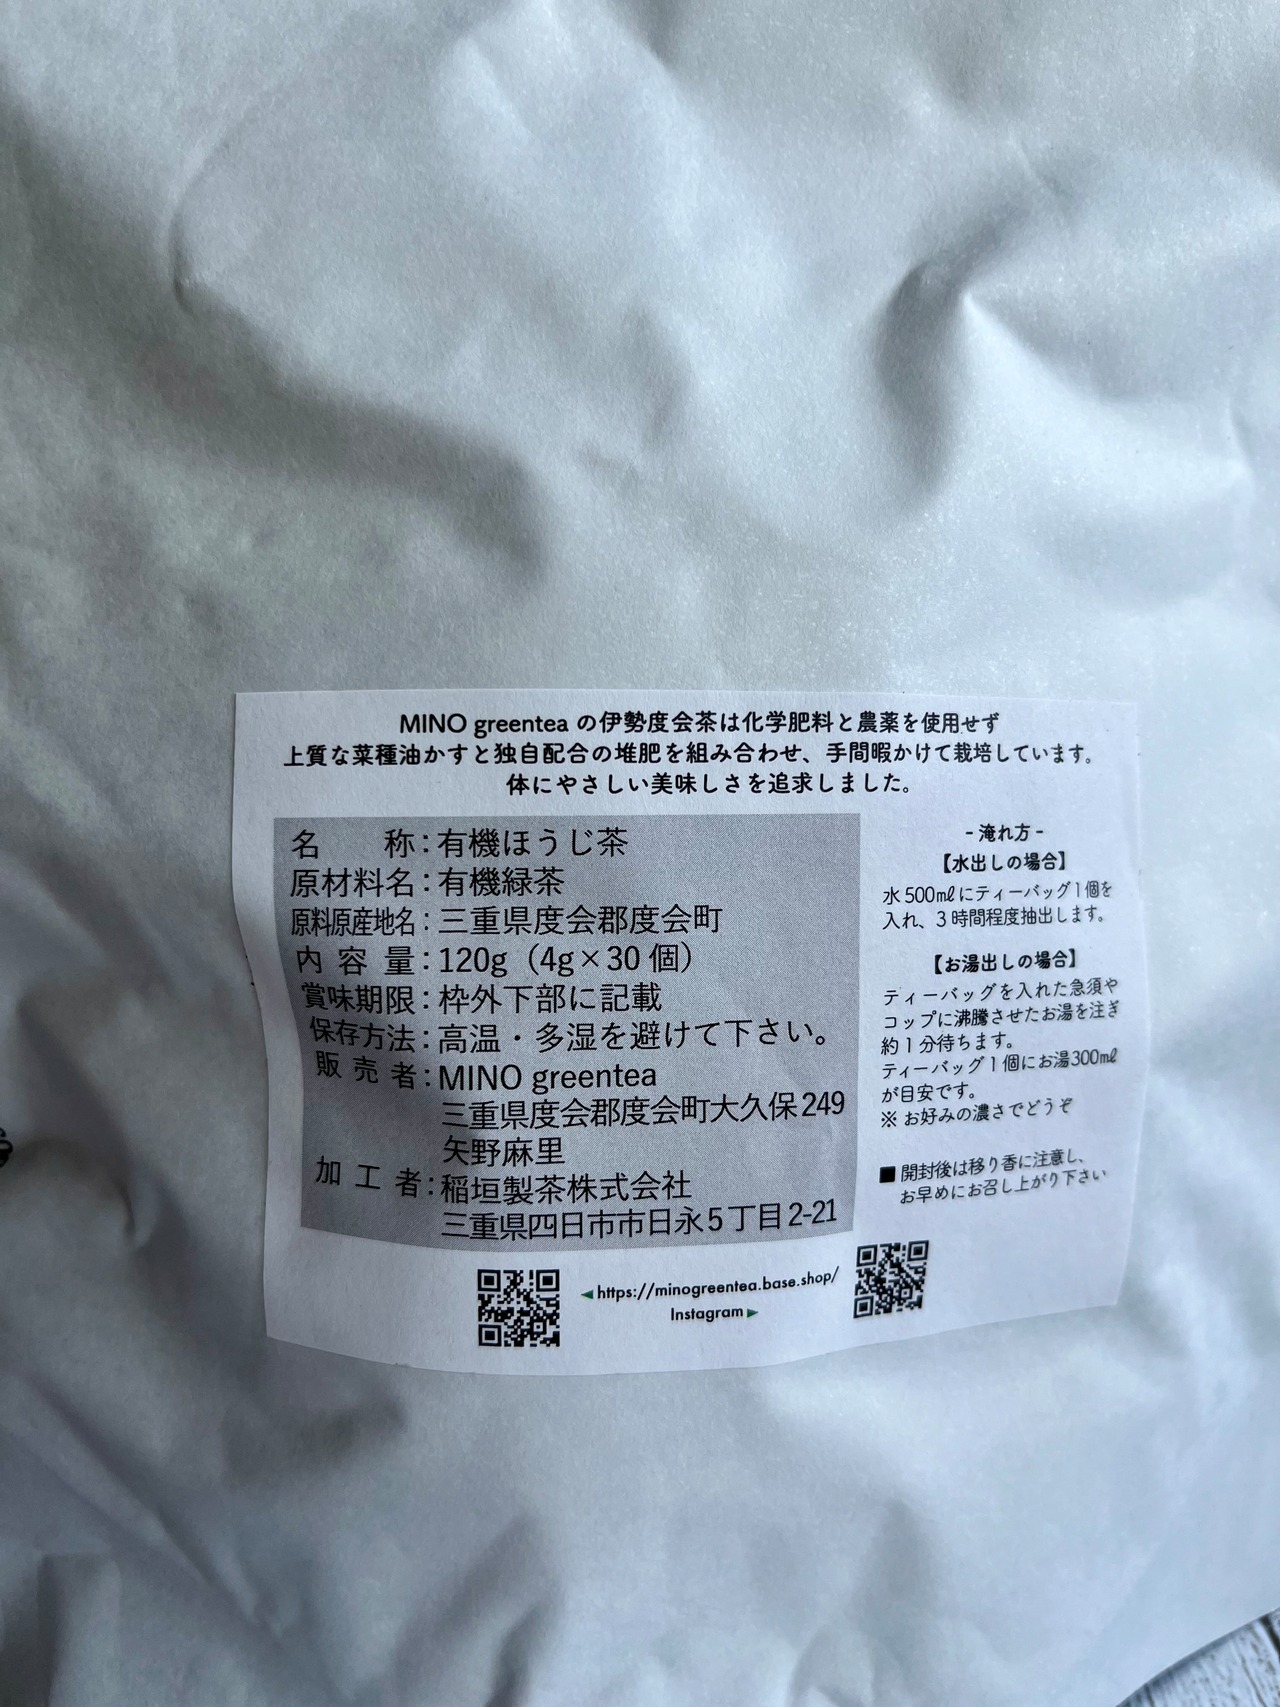 MINO greentea の伊勢度会茶は化学肥料と農薬を使用せず
上質な菜種油かすと独自配合の堆肥を組み合わせ、手間暇かけて栽培しています。
体にやさしい美味しさを追求しました。
名　称：有機ほうじ茶
原材料名：有機緑茶
原料原産地名：三重県度会郡度会町
内容量：120g（4g×30 個）
賞味期限：枠外下部に記載
保存方法：高温・多湿を避けて下さい。
販売者：MINO greentea
三重県度会郡度会町大久保249
矢野麻里
加工者：稲垣製茶株式会社
三重県四日市市日永5丁目2-21
- 淹れ方 -
【水出しの場合】
水500mlにティーバッグ1個を
入れ、3時間程度抽出します。
【お湯出しの場合】
ティーバッグを入れた急須や
コップに沸騰させたお湯を注ぎ
約1分待ちます。
ティーバッグ1個にお湯300ml
が目安です。
※ お好みの濃さでどうぞ
■ 開封後は移り香に注意し、
お早めにお召し上がり下さい
◀ https://minogreentea.base.shop/
Instagram ▶